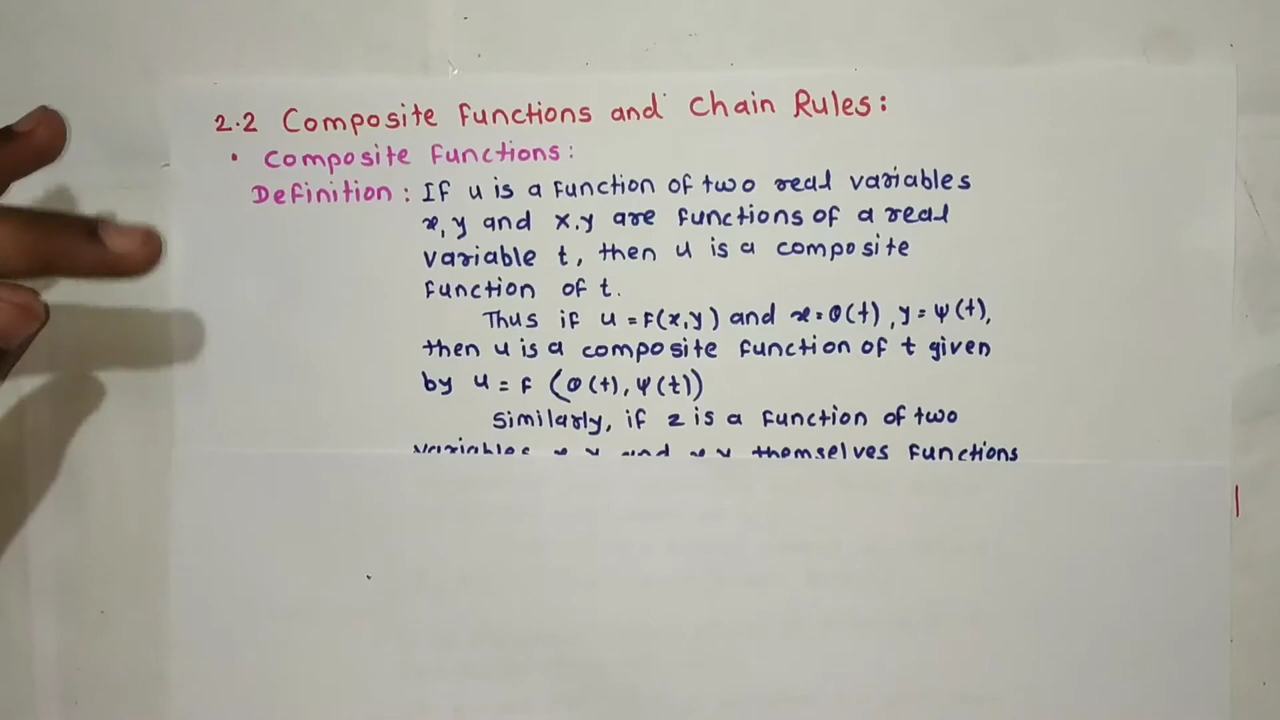 2.2 Composite Functions and Chain Rules:
• Composite Functions:
Definition: If u is a function of two real variables
x, y and x.y are functions of a real
variable t, then u is a composite
function of t.
Thus if u = F(x,y) and x = Ø(t), y = Ψ(t),
then u is a composite function of t given
by u = F (Ø(t), Ψ(t))
Similarly, if z is a function of two
variables x y and x y themselves functions